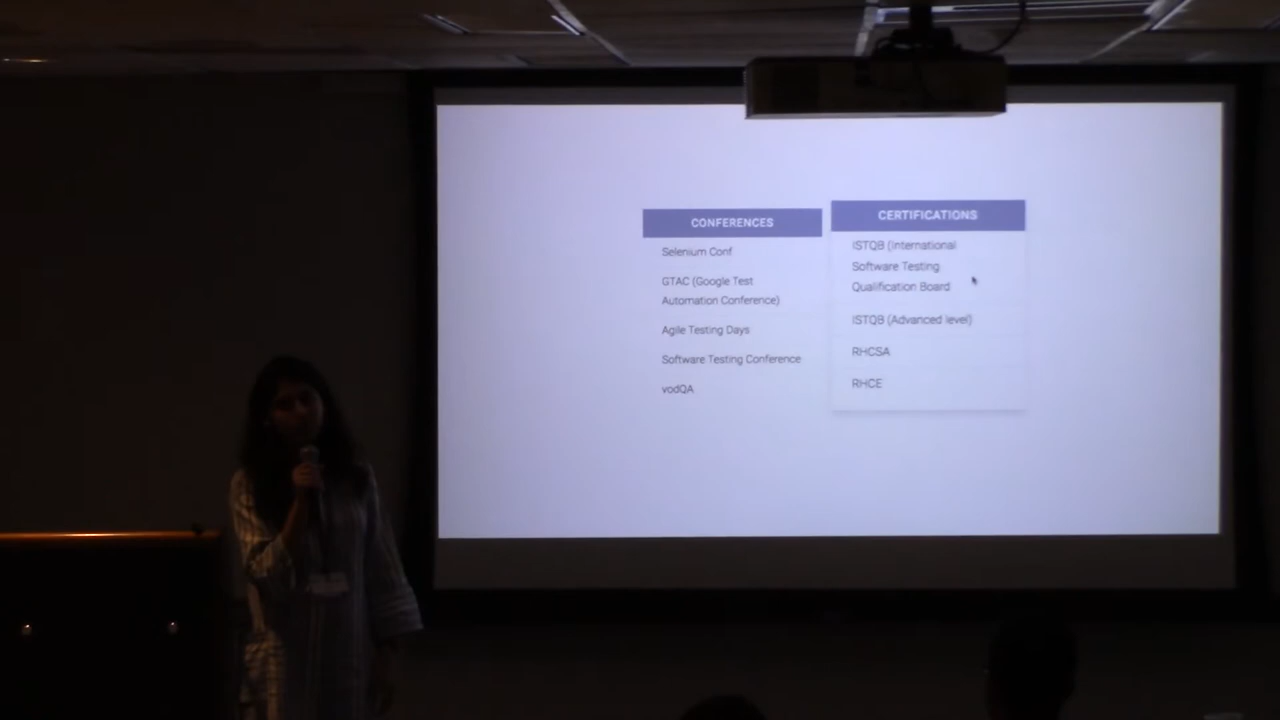 CONFERENCES
Selenium Conf
GTAC (Google Test
Automation Conference)
Agile Testing Days
Software Testing Conference
vodQA
CERTIFICATIONS
ISTQB (International
Software Testing
Qualification Board
ISTQB (Advanced level)
RHCSA
RHCE